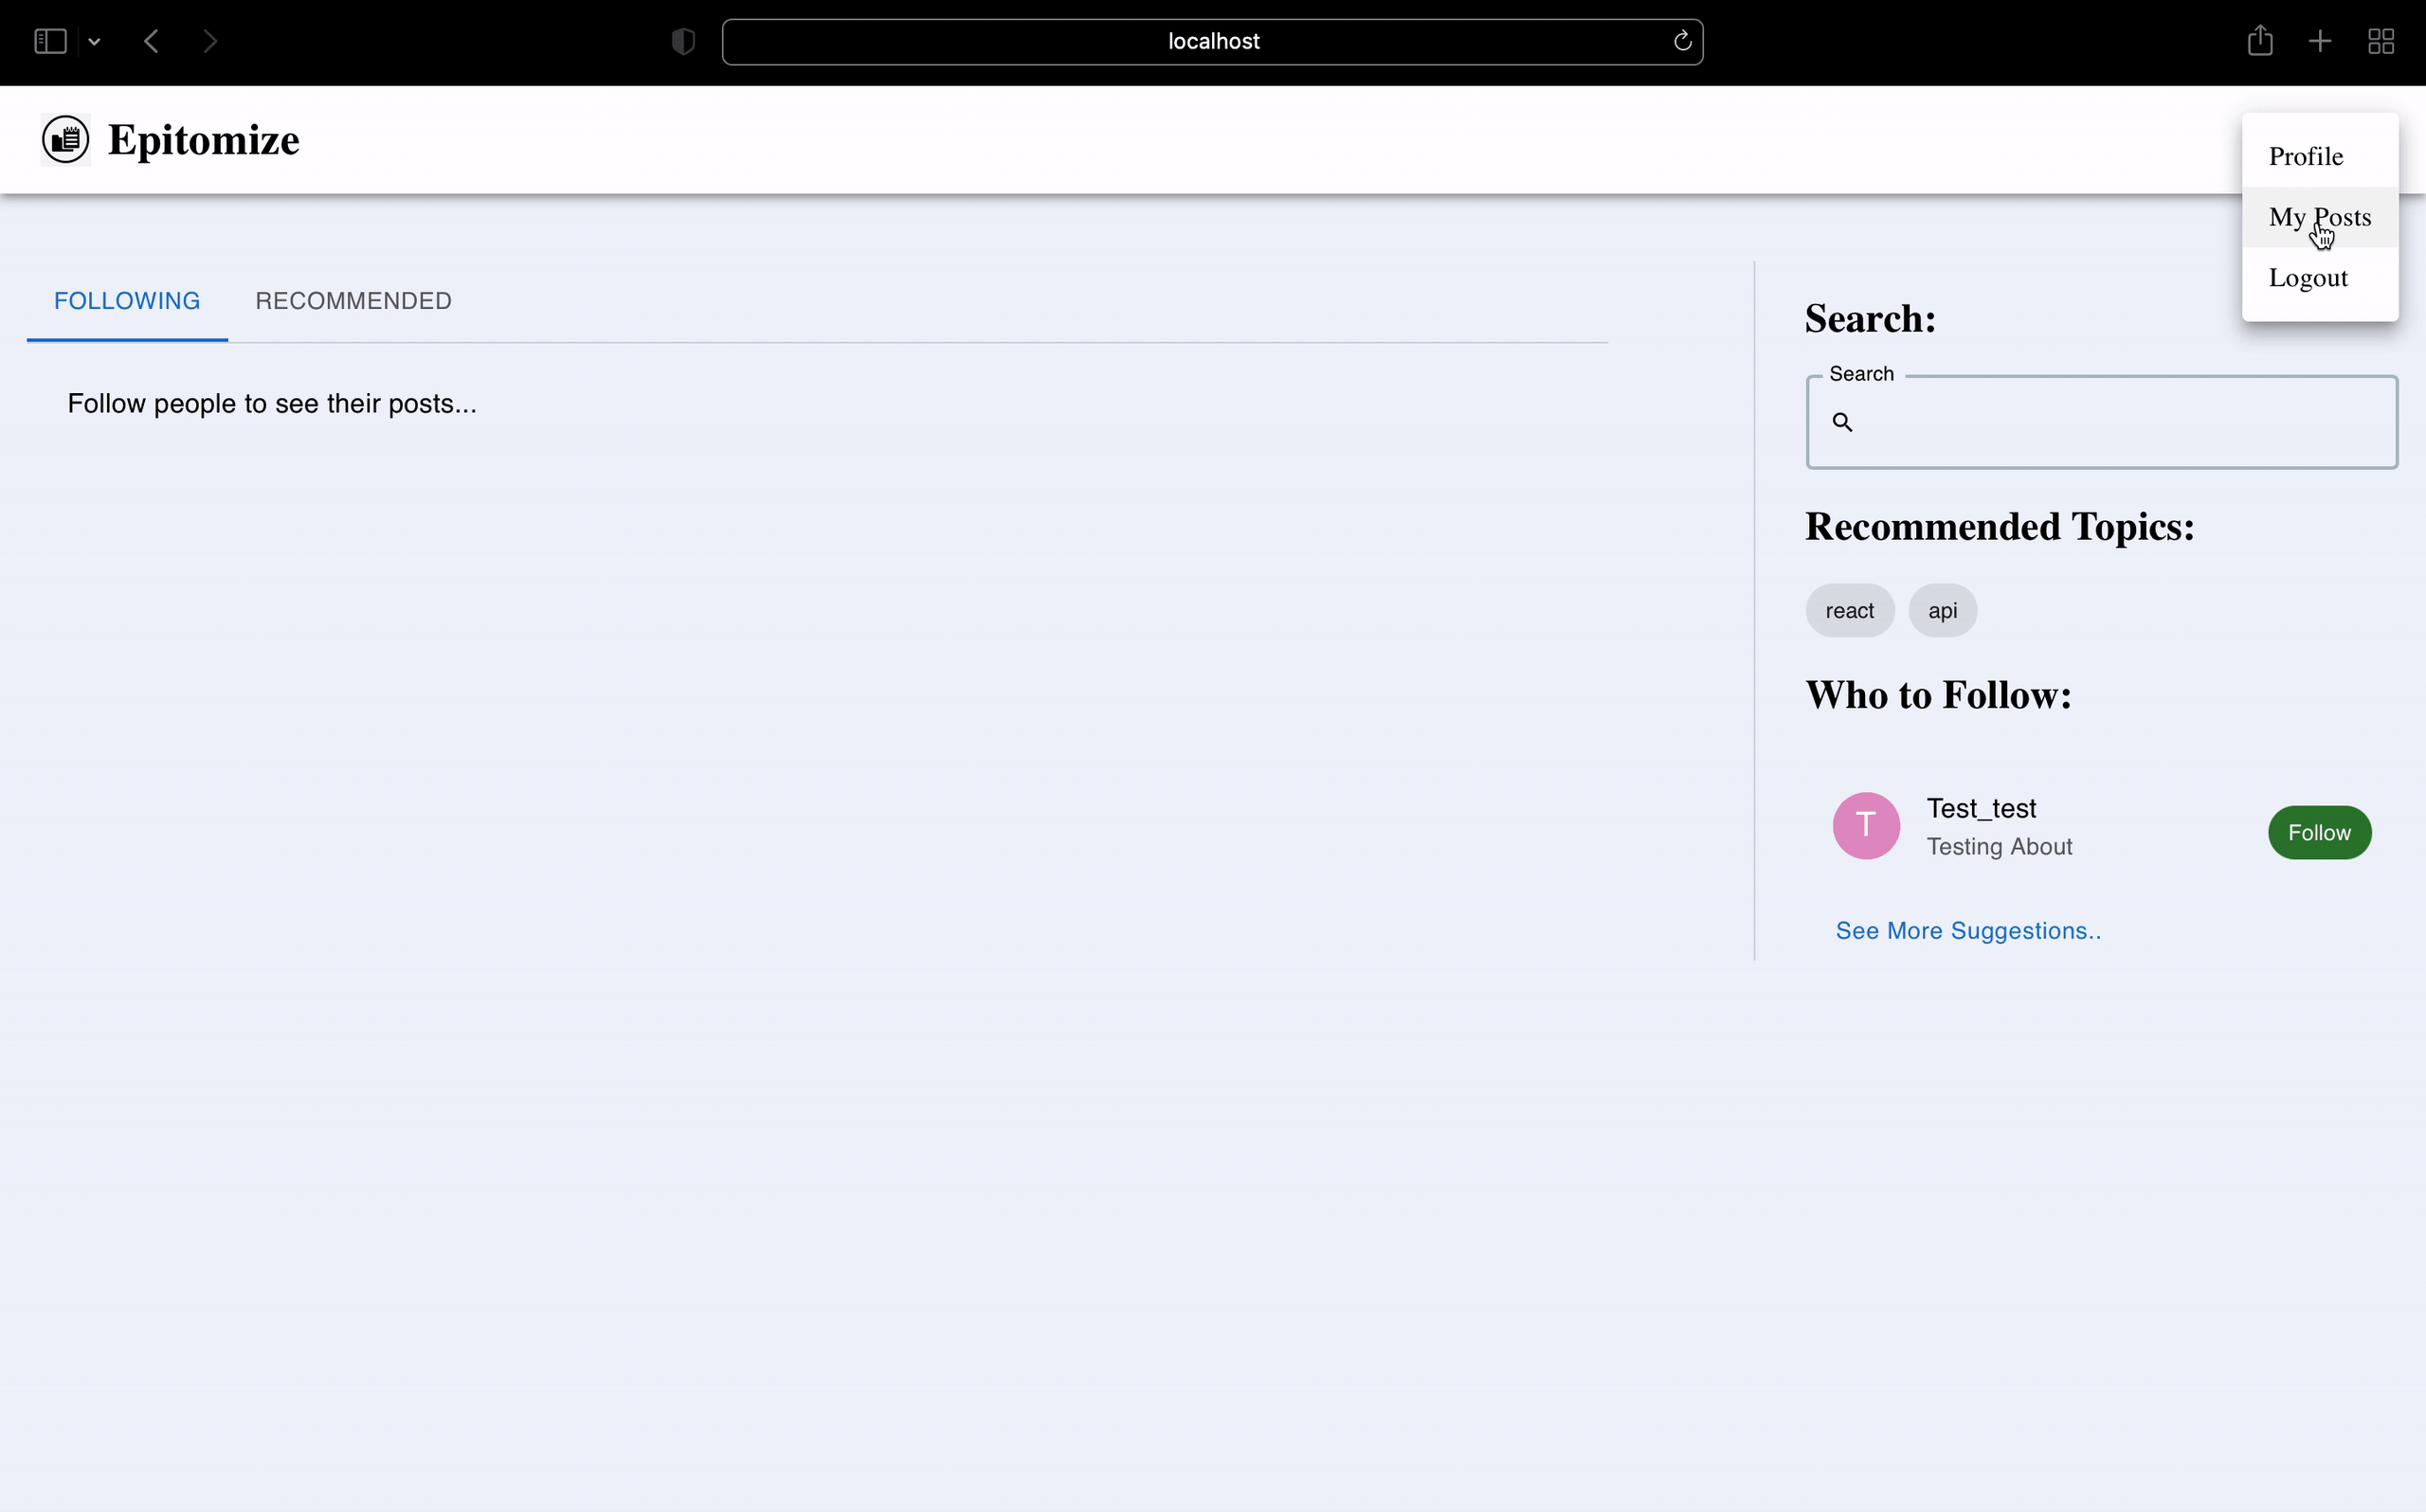 localhost
Epitomize
Profile
My Posts
Logout
FOLLOWING RECOMMENDED
Follow people to see their posts...
Search:
Search
Recommended Topics:
react api
Who to Follow:
T
Test_test
Testing About
Follow
See More Suggestions..